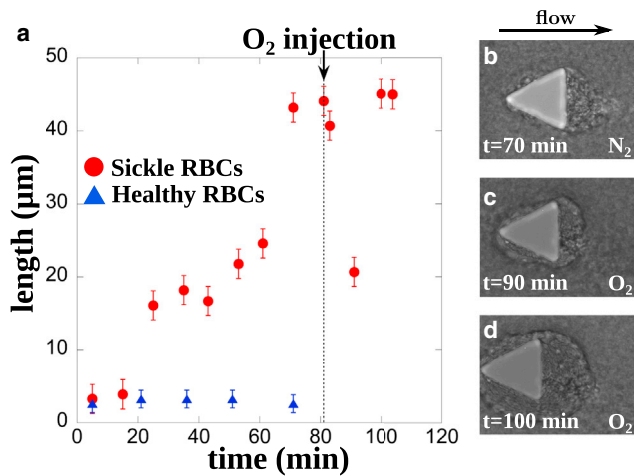 a
O₂ injection
50
40
30
20
10
0
length (µm)
Sickle RBCs
Healthy RBCs
0 20 40 60 80 100 120
time (min)
flow
b
t=70 min N₂
c
t=90 min O₂
d
t=100 min O₂